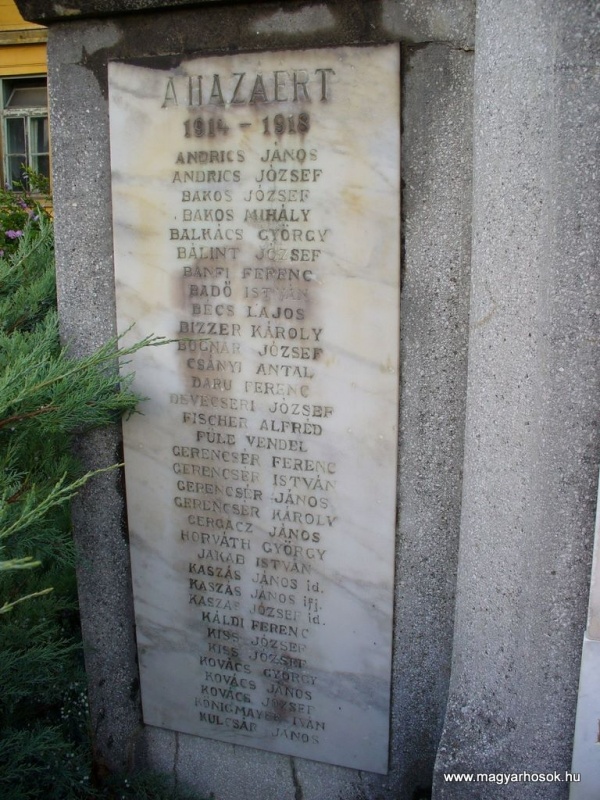 A HAZAÉRT
1914 - 1918
ANDRICS JÁNOS
ANDRICS JÓZSEF
BAKOS JÓZSEF
BAKOS MIHÁLY
BALKÁCS GYÖRGY
BÁLINT JÓZSEF
BÁNFI FERENC
BADÓ ISTVÁN
BÉCS LAJOS
BIZZER KÁROLY
BOGNÁR JÓZSEF
CSÁNYI ANTAL
DARU FERENC
DEVECSERI JÓZSEF
FISCHER ALFRÉD
FÜLE VENDEL
GERENCSÉR FERENC
GERENCSÉR ISTVÁN
GERENCSÉR JÁNOS
GERENCSÉR KÁROLY
GERGÁCZ JÁNOS
HORVÁTH GYÖRGY
JAKAB ISTVÁN
KASZÁS JÁNOS id.
KASZÁS JÁNOS ifj.
KASZÁS JÓZSEF id.
KÁLDI FERENC
KISS JÓZSEF
KISS JÓZSEF
KOVÁCS GYÖRGY
KOVÁCS JÁNOS
KOVÁCS JÓZSEF
KÖNIGMAYER IVÁN
KULCSÁR JÁNOS
www.magyarhosok.hu